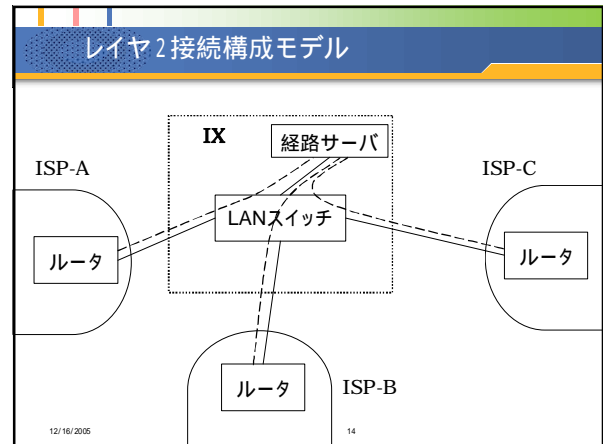 レイヤ2接続構成モデル
IX
経路サーバ
ISP-A
ISP-C
LANスイッチ
ルータ
ルータ
ルータ
ISP-B
12/16/2005
14